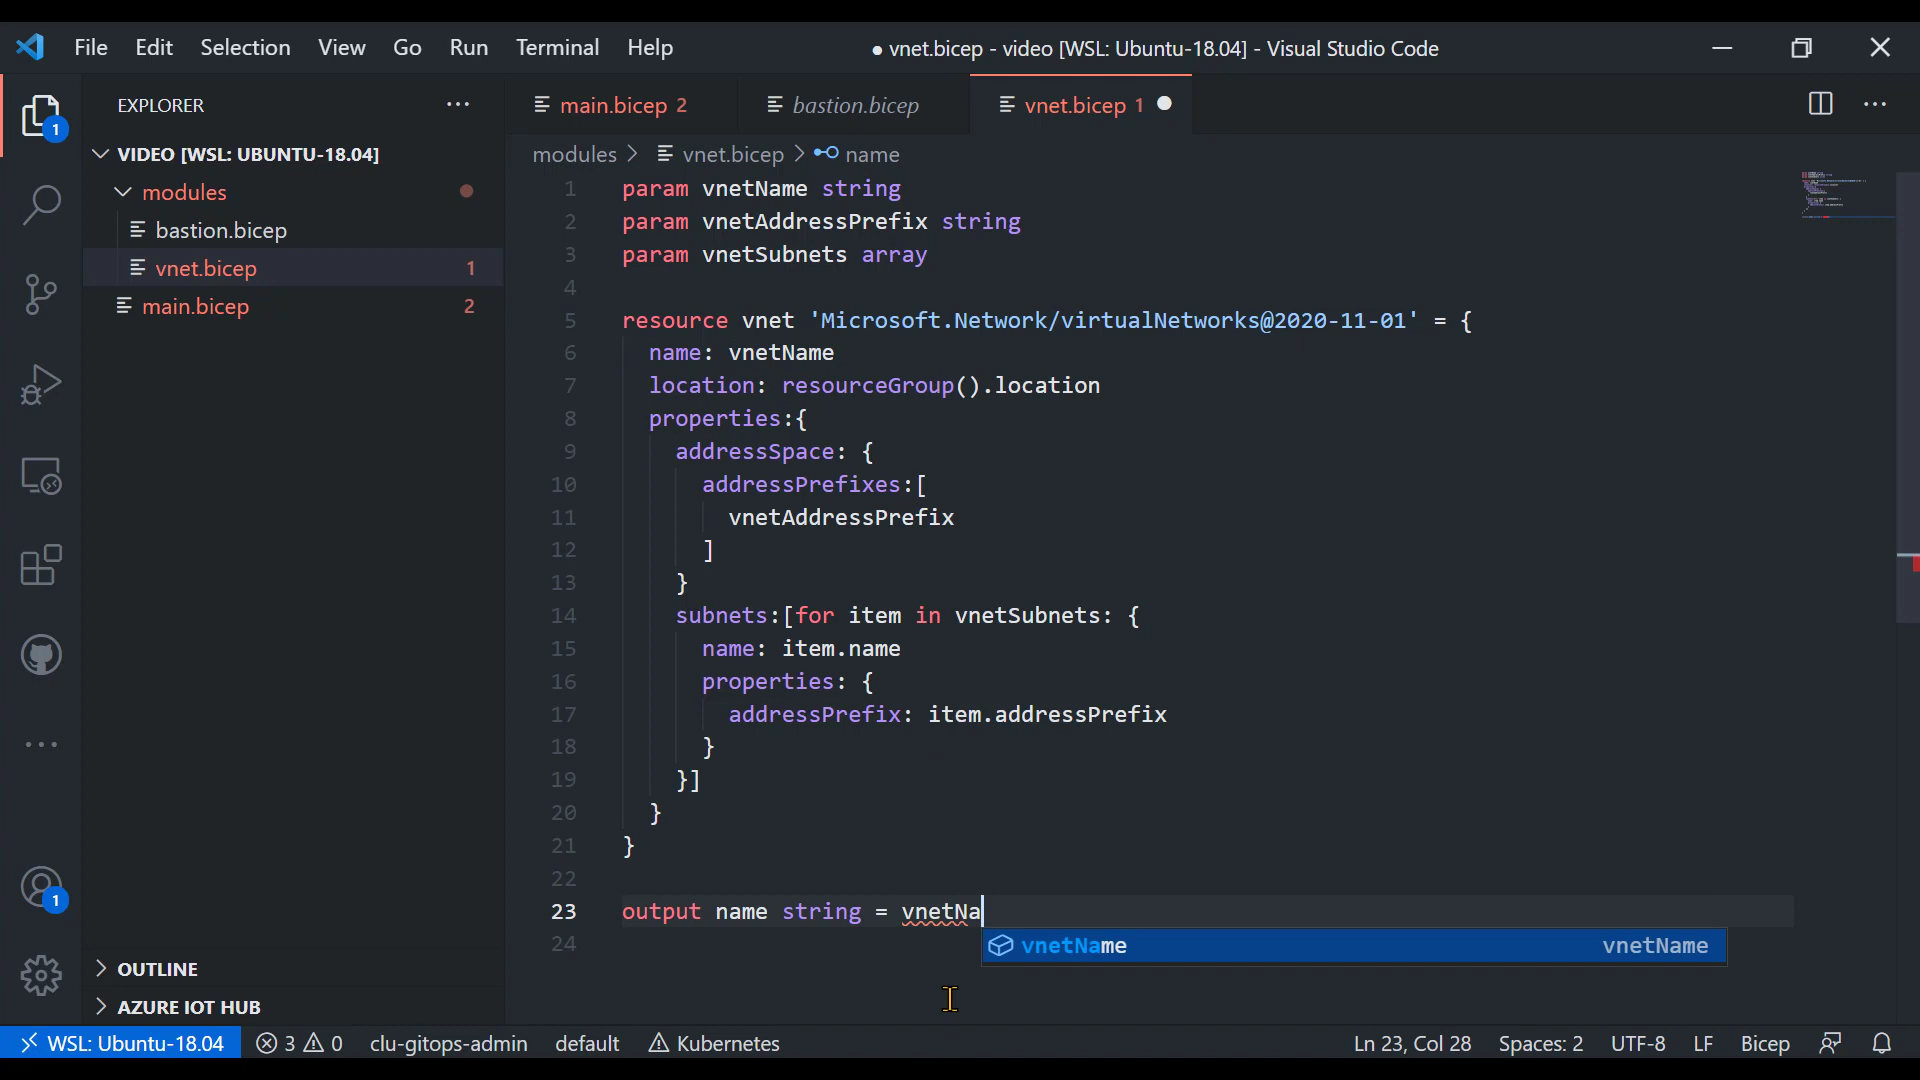 File Edit Selection View Go Run Terminal Help
● vnet.bicep - video [WSL: Ubuntu-18.04] - Visual Studio Code
EXPLORER ···
main.bicep 2
bastion.bicep
vnet.bicep 1
1
VIDEO [WSL: UBUNTU-18.04]
modules
bastion.bicep
vnet.bicep 1
main.bicep 2
modules > vnet.bicep > name
1 param vnetName string
2 param vnetAddressPrefix string
3 param vnetSubnets array
4
5 resource vnet 'Microsoft.Network/virtualNetworks@2020-11-01' = {
6 name: vnetName
7 location: resourceGroup().location
8 properties:{
9 addressSpace: {
10 addressPrefixes:[
11 vnetAddressPrefix
12 ]
13 }
14 subnets:[for item in vnetSubnets: {
15 name: item.name
16 properties: {
17 addressPrefix: item.addressPrefix
18 }
19 }]
20 }
21 }
22
23 output name string = vnetNa
24
vnetName vnetName
1
OUTLINE
AZURE IOT HUB
WSL: Ubuntu-18.04 3 0 clu-gitops-admin default Kubernetes Ln 23, Col 28 Spaces: 2 UTF-8 LF Bicep